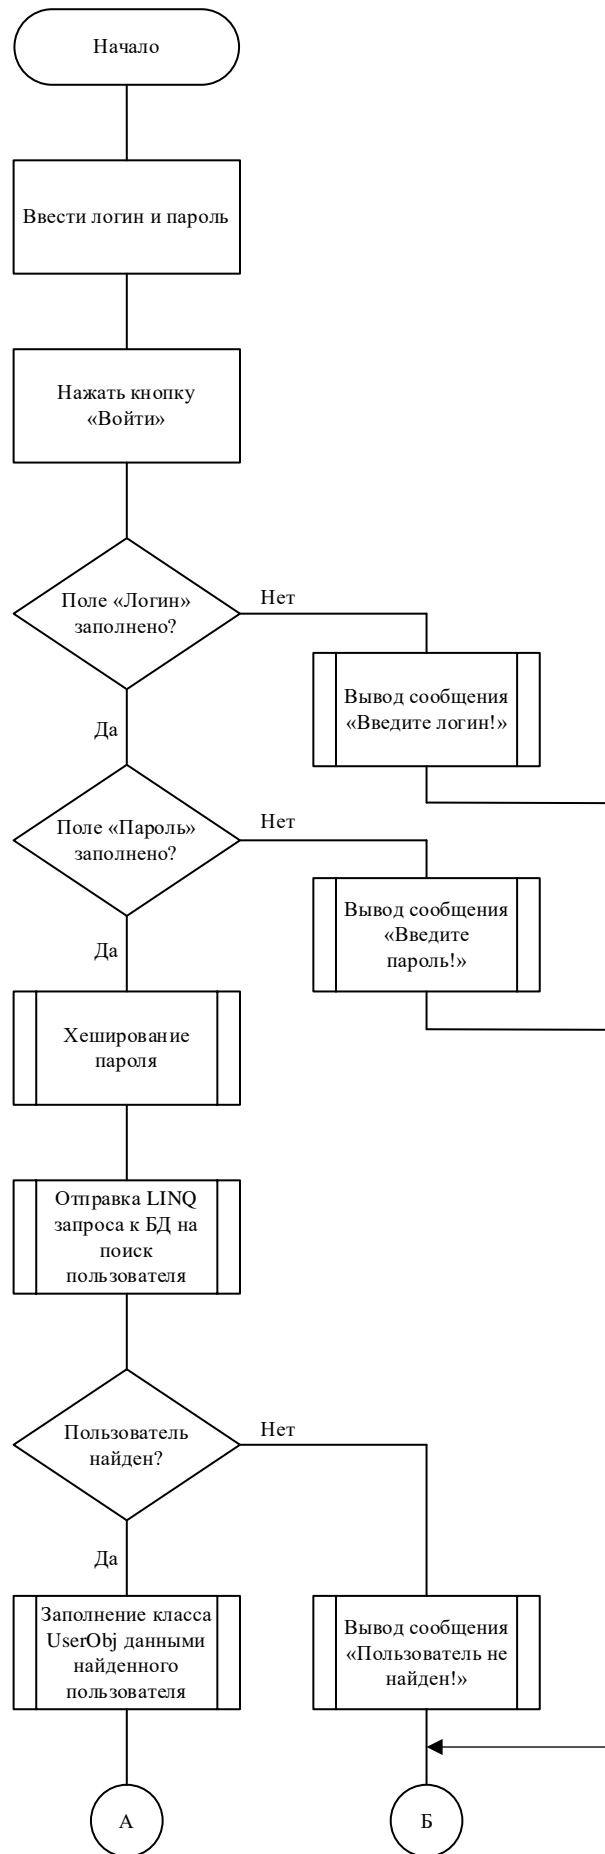 Начало
Ввести логин и пароль
Нажать кнопку
«Войти»
Поле «Логин»
заполнено?
Нет
Вывод сообщения
«Введите логин!»
Да
Поле «Пароль»
заполнено?
Нет
Вывод сообщения
«Введите
пароль!»
Да
Хеширование
пароля
Отправка LINQ
запроса к БД на
поиск
пользователя
Пользователь
найден?
Нет
Да
Заполнение класса
UserObj данными
найденного
пользователя
Вывод сообщения
«Пользователь не
найден!»
А
Б